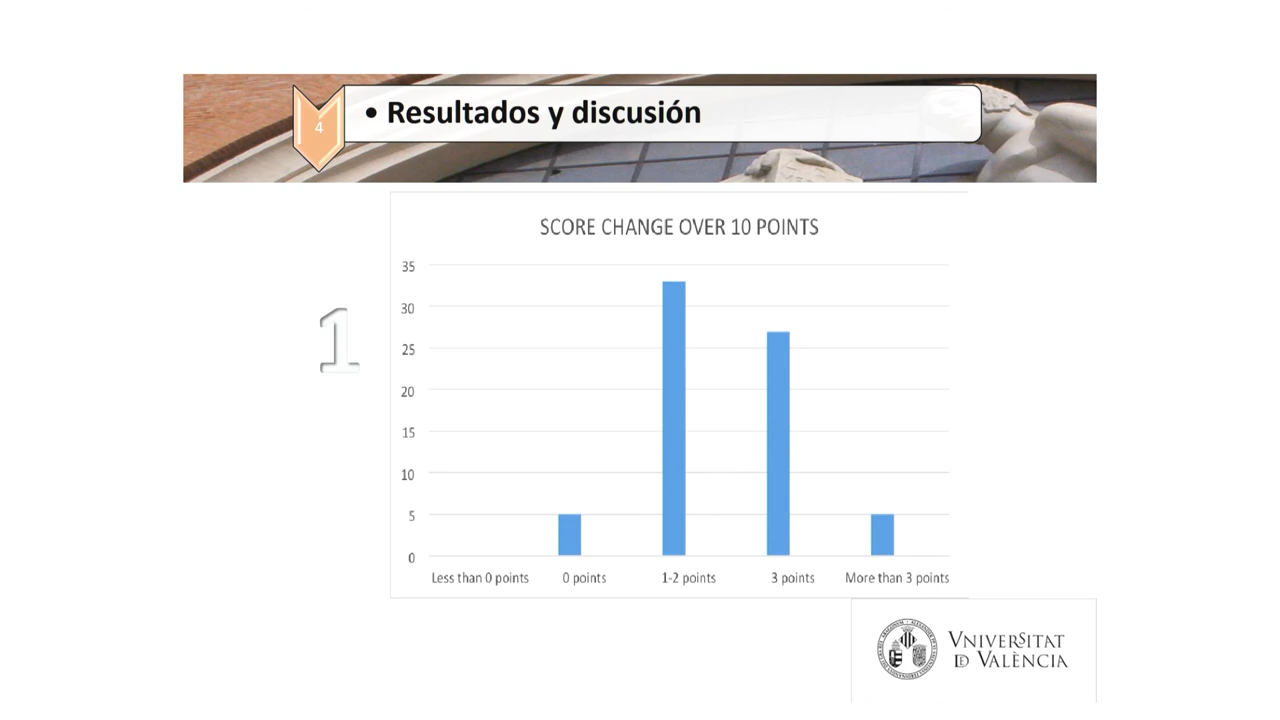 4
• Resultados y discusión
SCORE CHANGE OVER 10 POINTS
1
35
30
25
20
15
10
5
0
Less than 0 points 0 points 1-2 points 3 points More than 3 points
VNIVERSITAT
DE VALÈNCIA